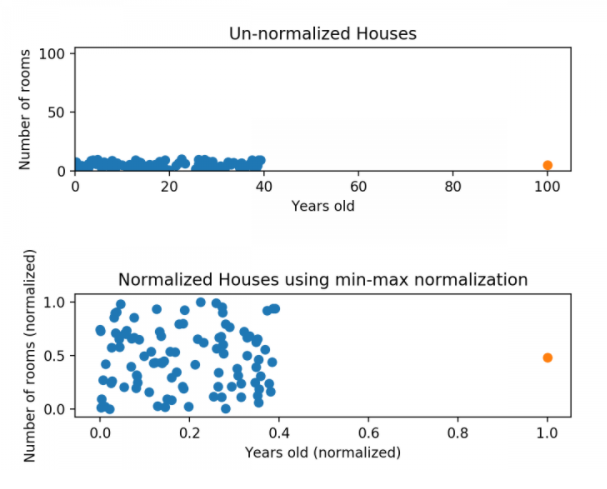 Un-normalized Houses
Number of rooms
100
50
0
0 20 40 60 80 100
Years old
Normalized Houses using min-max normalization
Number of rooms (normalized)
1.0
0.5
0.0
0.0 0.2 0.4 0.6 0.8 1.0
Years old (normalized)